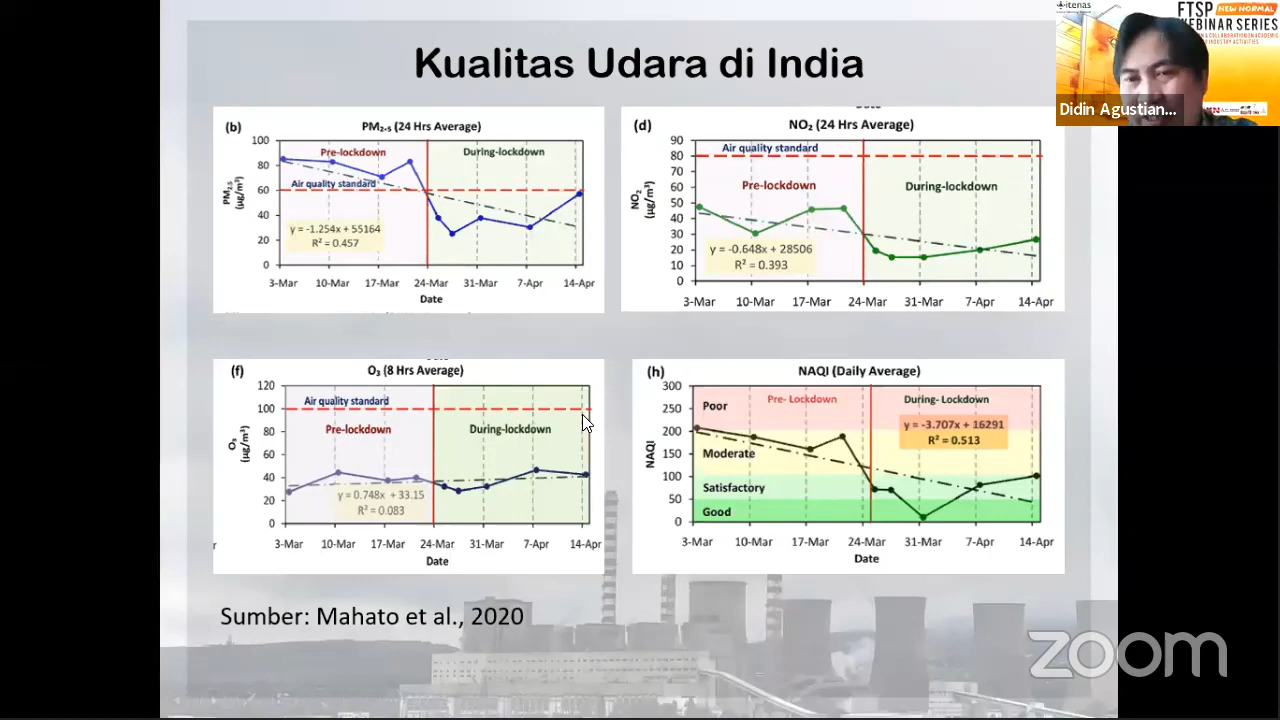 Kualitas Udara di India
itenas
FTSP NEW NORMAL
WEBINAR SERIES
Didin Agustian...
(b)
PM₂.₅ (24 Hrs Average)
PM₂.₅
(µg/m³)
100
80
60
40
20
0
Pre-lockdown
During-lockdown
Air quality standard
y = -1.254x + 55164
R² = 0.457
3-Mar 10-Mar 17-Mar 24-Mar 31-Mar 7-Apr 14-Apr
Date
(d)
NO₂ (24 Hrs Average)
NO₂
(µg/m³)
90
80
70
60
50
40
30
20
10
0
Air quality standard
Pre-lockdown
During-lockdown
y = -0.648x + 28506
R² = 0.393
3-Mar 10-Mar 17-Mar 24-Mar 31-Mar 7-Apr 14-Apr
(f)
O₃ (8 Hrs Average)
O₃
(µg/m³)
120
100
80
60
40
20
0
Air quality standard
Pre-lockdown
During-lockdown
y = 0.748x + 33.15
R² = 0.083
3-Mar 10-Mar 17-Mar 24-Mar 31-Mar 7-Apr 14-Apr
Date
(h)
NAQI (Daily Average)
NAQI
300
250
200
150
100
50
0
Poor
Pre- Lockdown
During- Lockdown
y = -3.707x + 16291
R² = 0.513
Moderate
Satisfactory
Good
3-Mar 10-Mar 17-Mar 24-Mar 31-Mar 7-Apr 14-Apr
Date
Sumber: Mahato et al., 2020
zoom